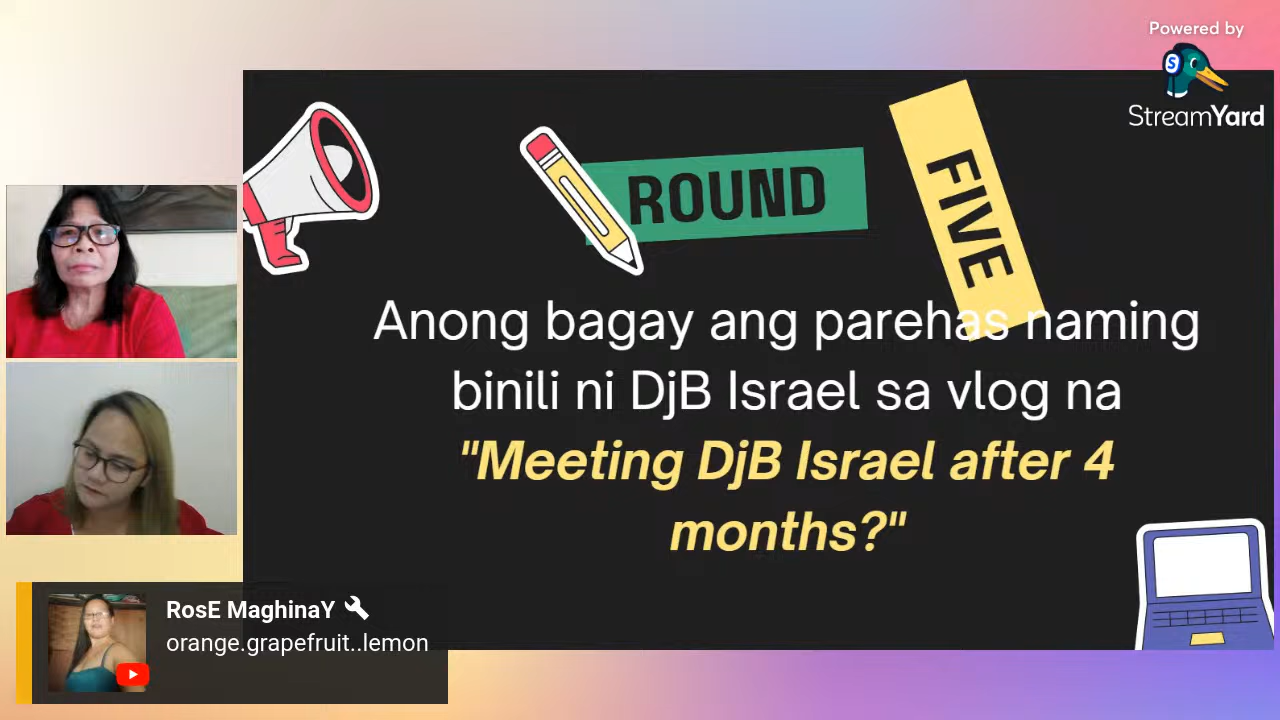 Powered by
StreamYard
ROUND
FIVE
Anong bagay ang parehas naming
binili ni DjB Israel sa vlog na
"Meeting DjB Israel after 4
months?"
RosE MaghinaY
orange.grapefruit..lemon